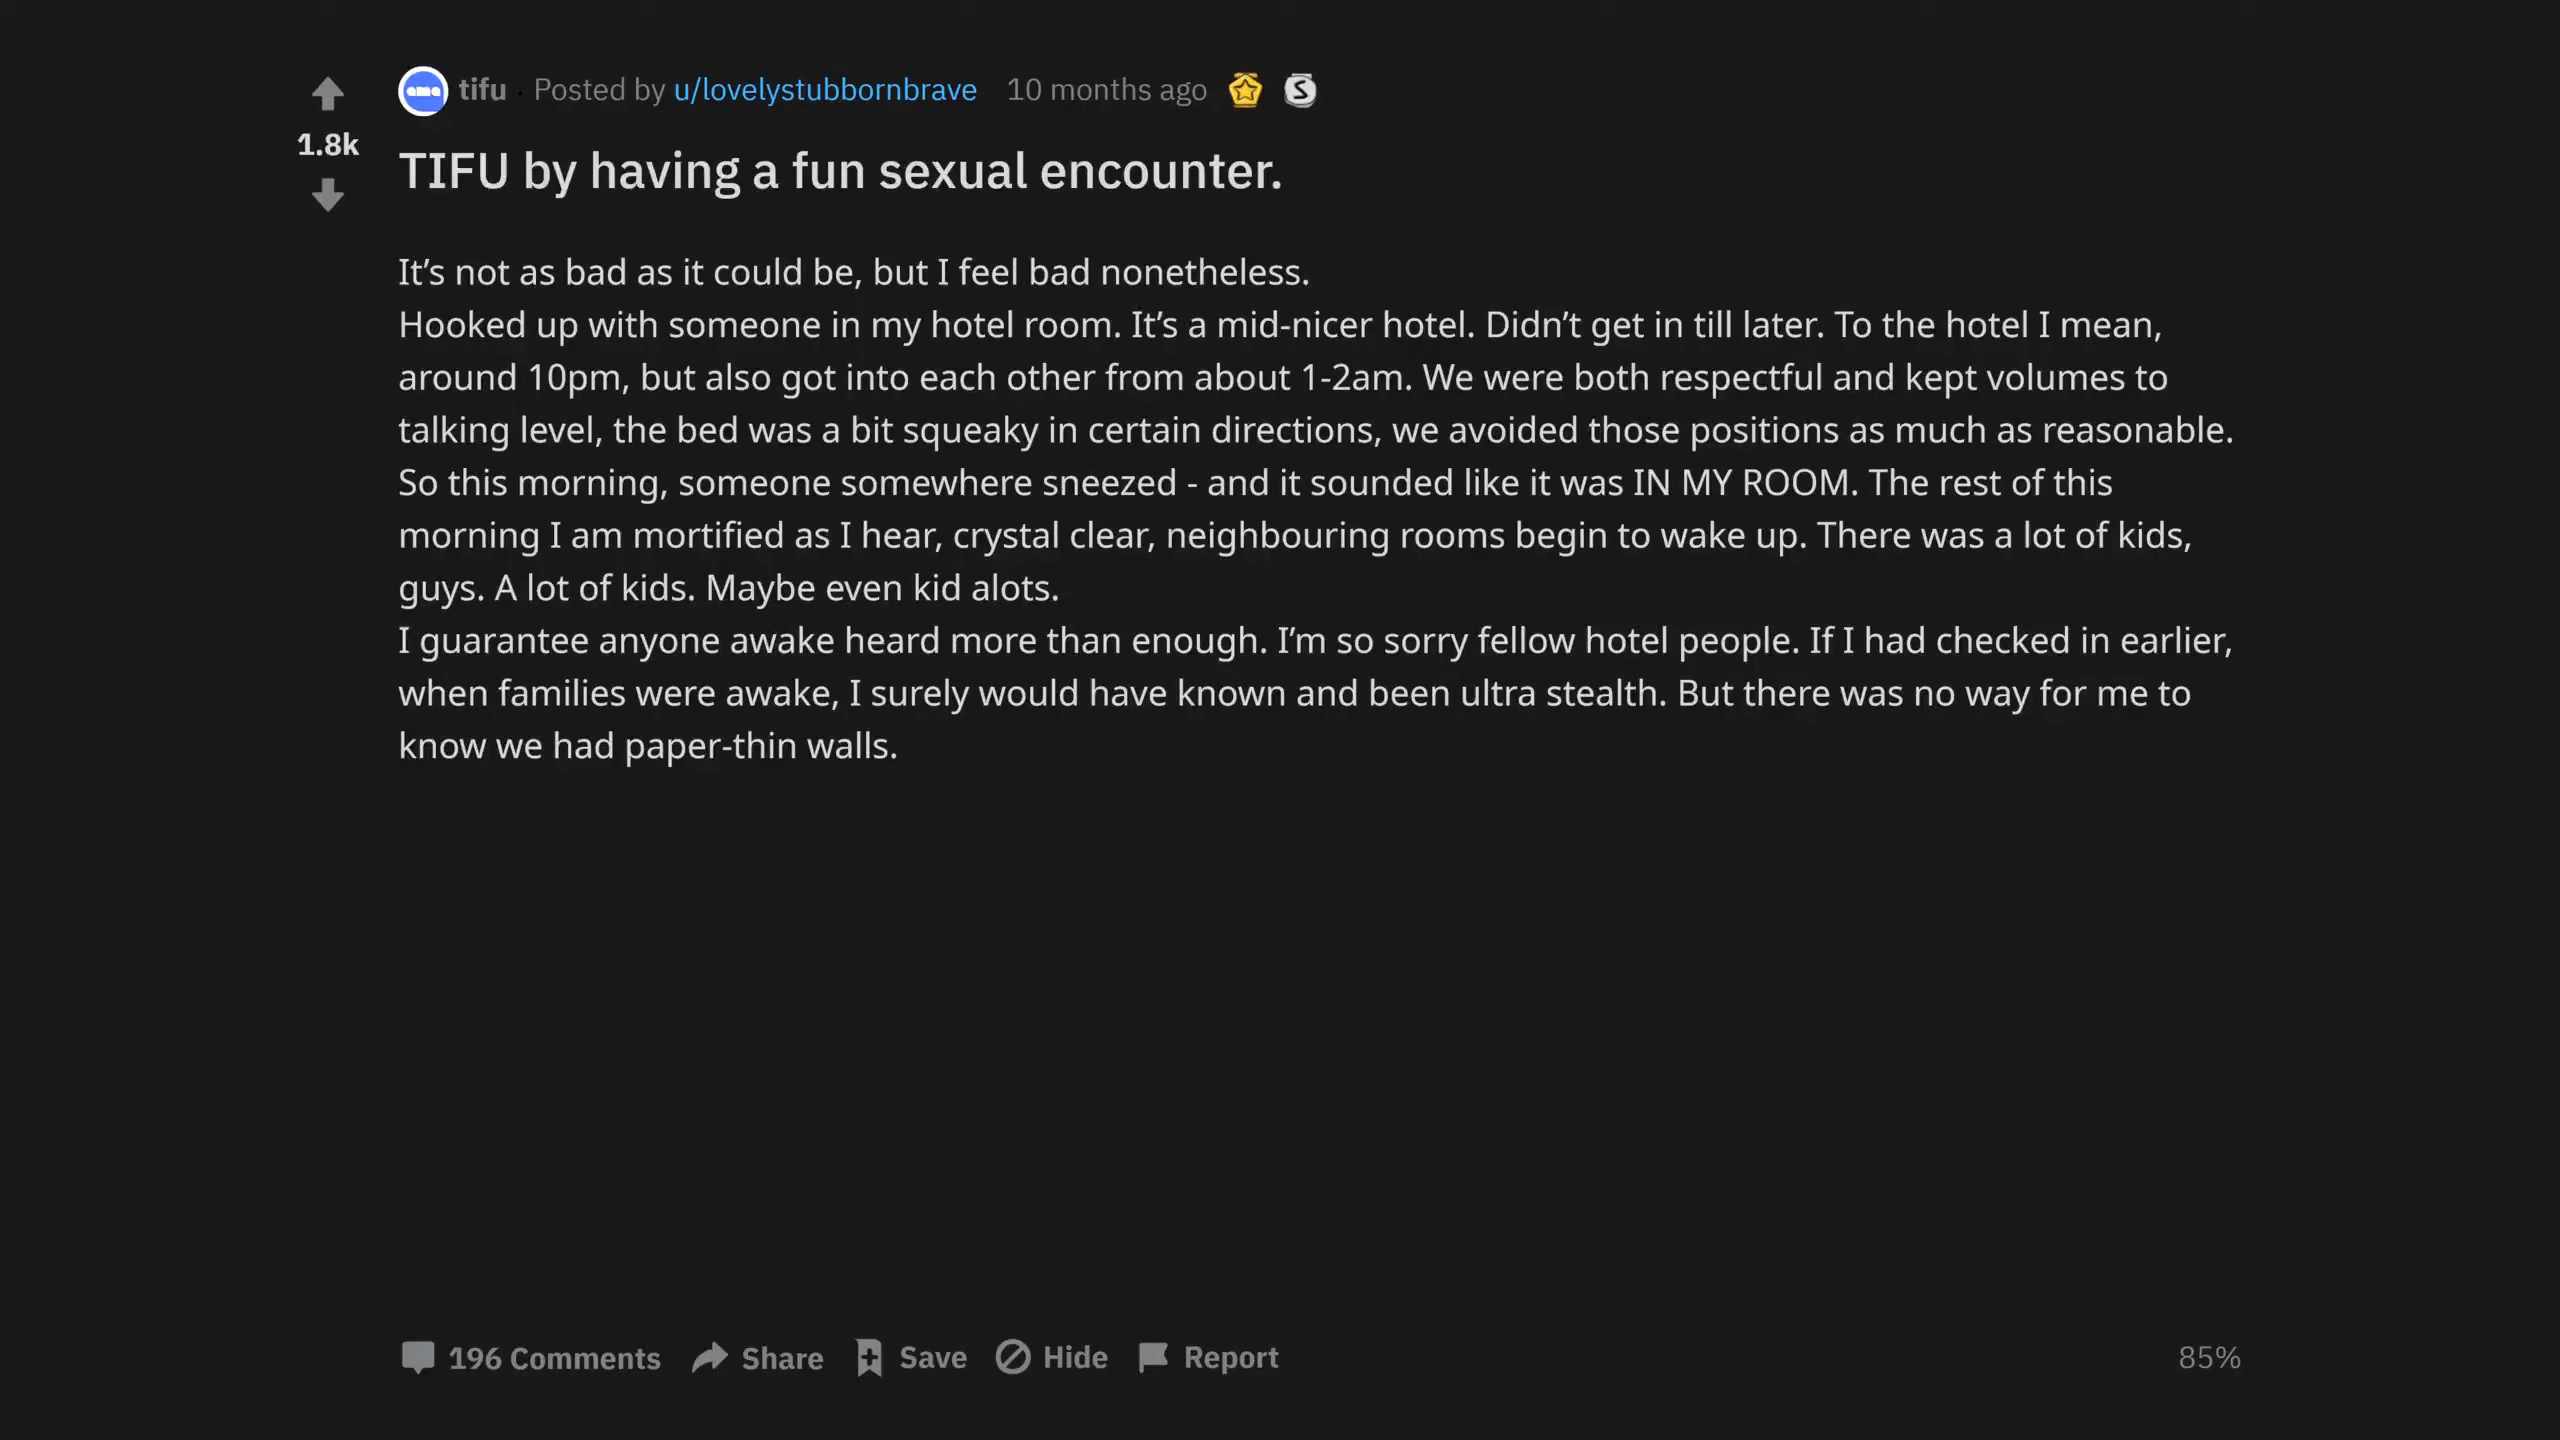 tifu · Posted by u/lovelystubbornbrave 10 months ago
1.8k
TIFU by having a fun sexual encounter.
It’s not as bad as it could be, but I feel bad nonetheless.
Hooked up with someone in my hotel room. It’s a mid-nicer hotel. Didn’t get in till later. To the hotel I mean,
around 10pm, but also got into each other from about 1-2am. We were both respectful and kept volumes to
talking level, the bed was a bit squeaky in certain directions, we avoided those positions as much as reasonable.
So this morning, someone somewhere sneezed - and it sounded like it was IN MY ROOM. The rest of this
morning I am mortified as I hear, crystal clear, neighbouring rooms begin to wake up. There was a lot of kids,
guys. A lot of kids. Maybe even kid alots.
I guarantee anyone awake heard more than enough. I’m so sorry fellow hotel people. If I had checked in earlier,
when families were awake, I surely would have known and been ultra stealth. But there was no way for me to
know we had paper-thin walls.
196 Comments Share Save Hide Report 85%